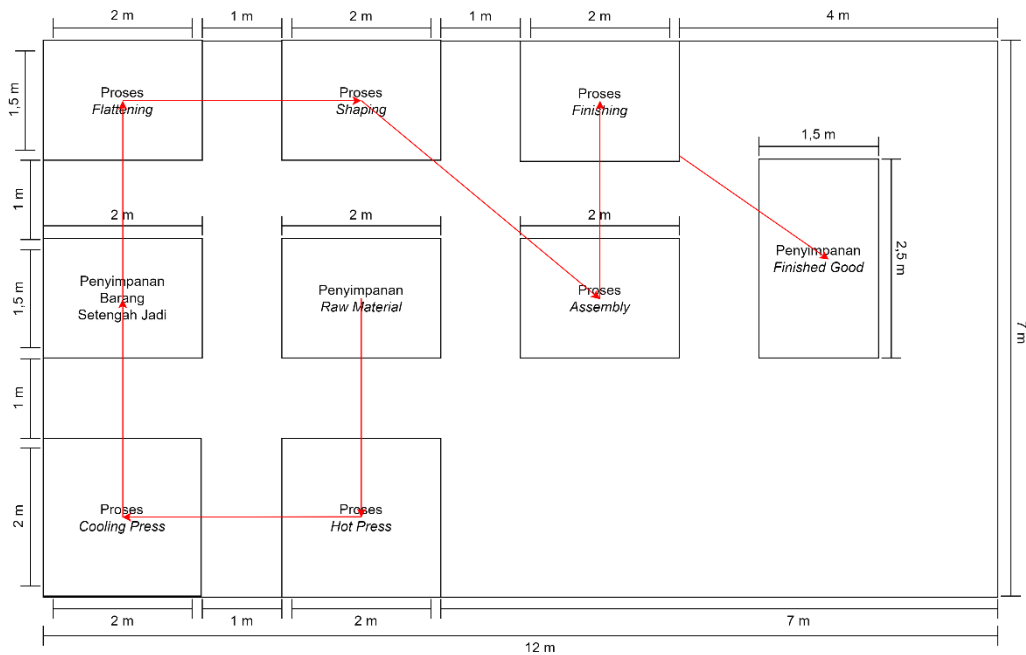 2 m
1 m
2 m
1 m
2 m
4 m
1,5 m
Proses
Flattening
Proses
Shaping
Proses
Finishing
1,5 m
1 m
2 m
2 m
2 m
1,5 m
Penyimpanan
Barang
Setengah Jadi
Penyimpanan
Raw Material
Proses
Assembly
Penyimpanan
Finished Good
2,5 m
7 m
1 m
2 m
Proses
Cooling Press
Proses
Hot Press
2 m
1 m
2 m
7 m
12 m